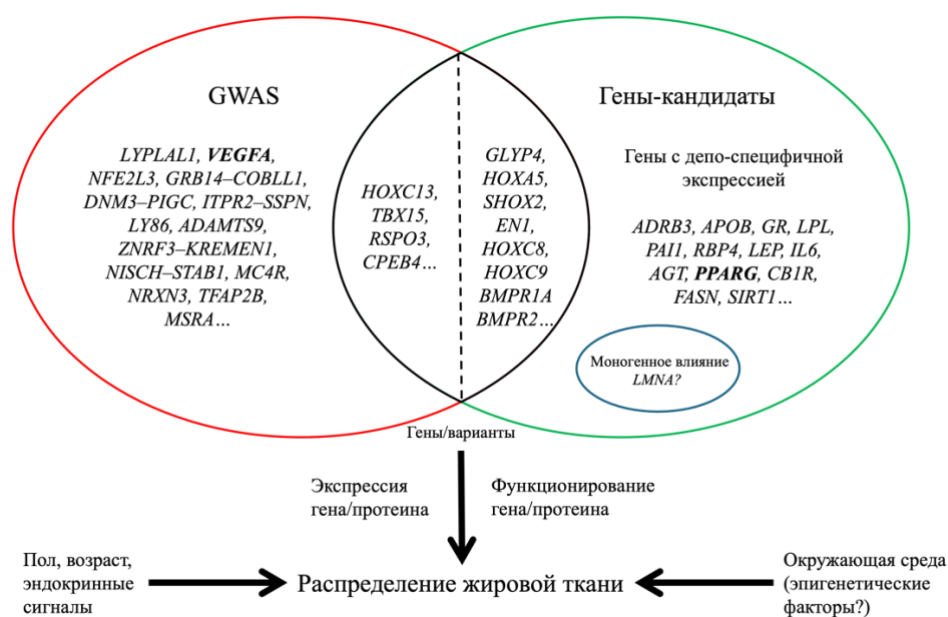 GWAS
LYPLAL1, VEGFA,
NFE2L3, GRB14–COBLL1,
DNM3–PIGC, ITPR2–SSPN,
LY86, ADAMTS9,
ZNRF3–KREMEN1,
NISCH–STAB1, MC4R,
NRXN3, TFAP2B,
MSRA…
HOXC13,
TBX15,
RSPO3,
CPEB4…
GLYP4,
HOXA5,
SHOX2,
EN1,
HOXC8,
HOXC9
BMPR1A
BMPR2…
Гены-кандидаты
Гены с депо-специфичной
экспрессией
ADRB3, APOB, GR, LPL,
PAI1, RBP4, LEP, IL6,
AGT, PPARG, CB1R,
FASN, SIRT1…
Моногенное влияние
LMNA?
Гены/варианты
Экспрессия
гена/протеина
Функционирование
гена/протеина
Пол, возраст,
эндокринные
сигналы
Распределение жировой ткани
Окружающая среда
(эпигенетические
факторы?)